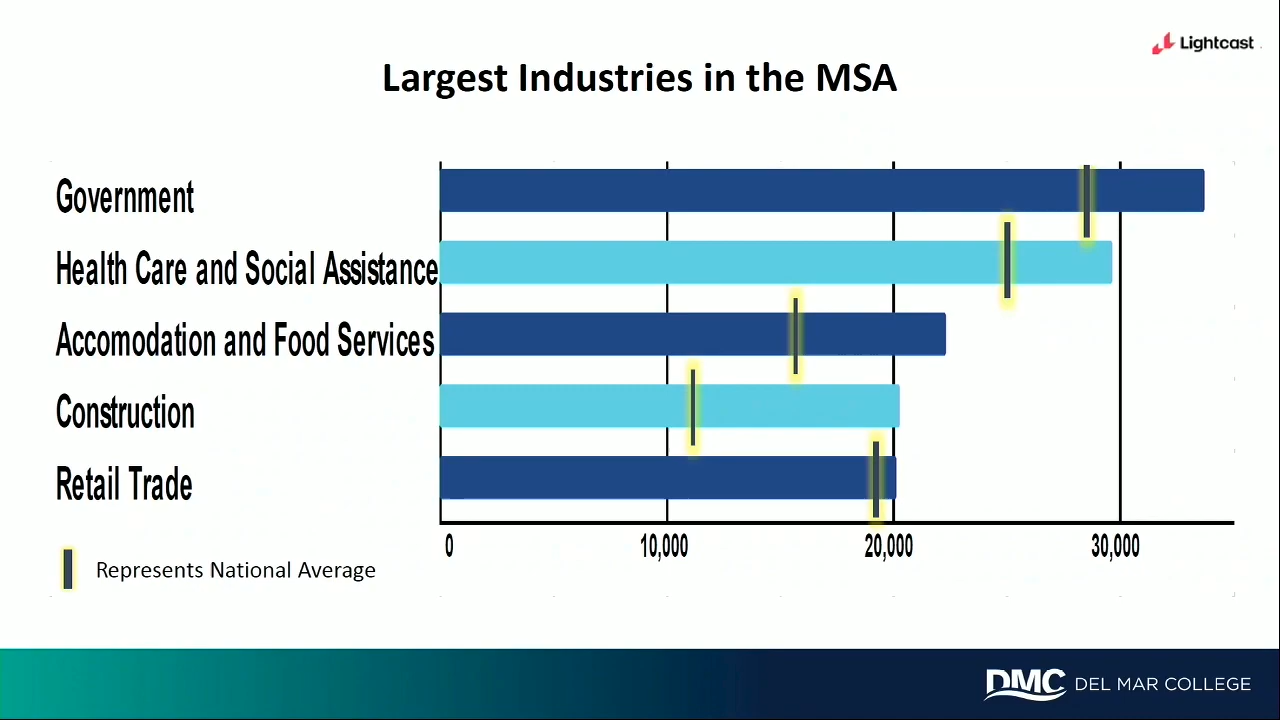 Lightcast
Largest Industries in the MSA
Government
Health Care and Social Assistance
Accomodation and Food Services
Construction
Retail Trade
0 10,000 20,000 30,000
Represents National Average
DMC DEL MAR COLLEGE